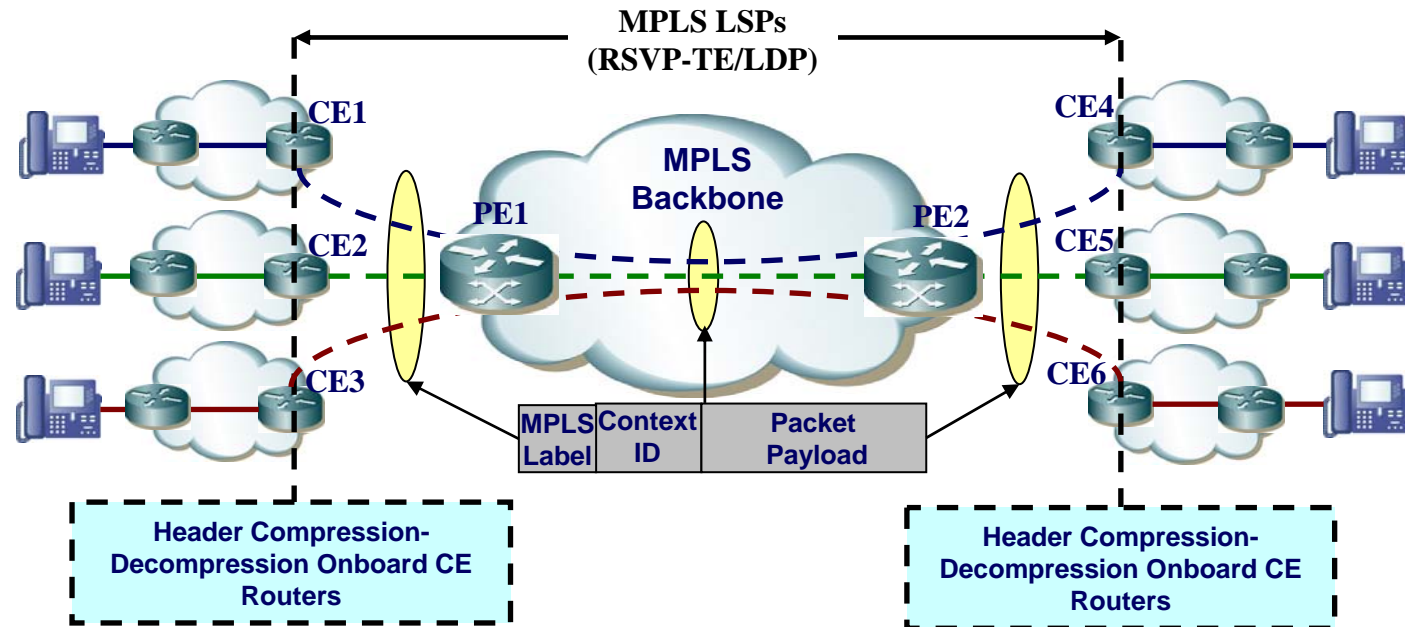 MPLS LSPs
(RSVP-TE/LDP)
CE1
CE4
MPLS
Backbone
PE1
PE2
CE2
CE5
CE3
CE6
MPLS
Label
Context
ID
Packet
Payload
Header Compression-
Decompression Onboard CE
Routers
Header Compression-
Decompression Onboard CE
Routers